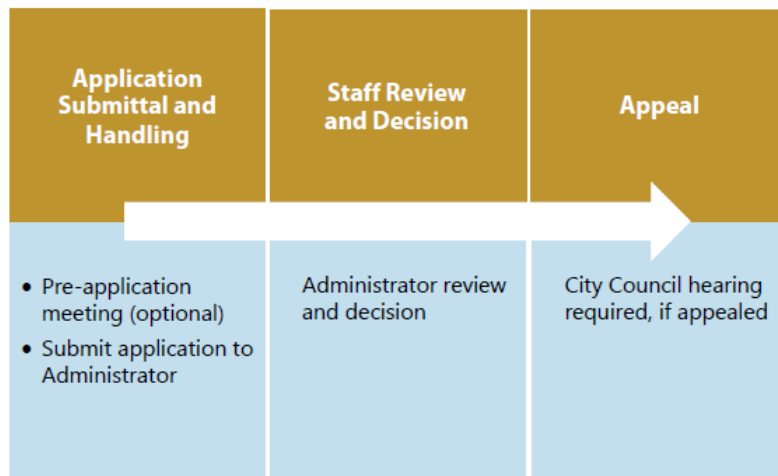 Application
Submittal and
Handling
• Pre-application
meeting (optional)
• Submit application to
Administrator
Staff Review
and Decision
Administrator review
and decision
Appeal
City Council hearing
required, if appealed